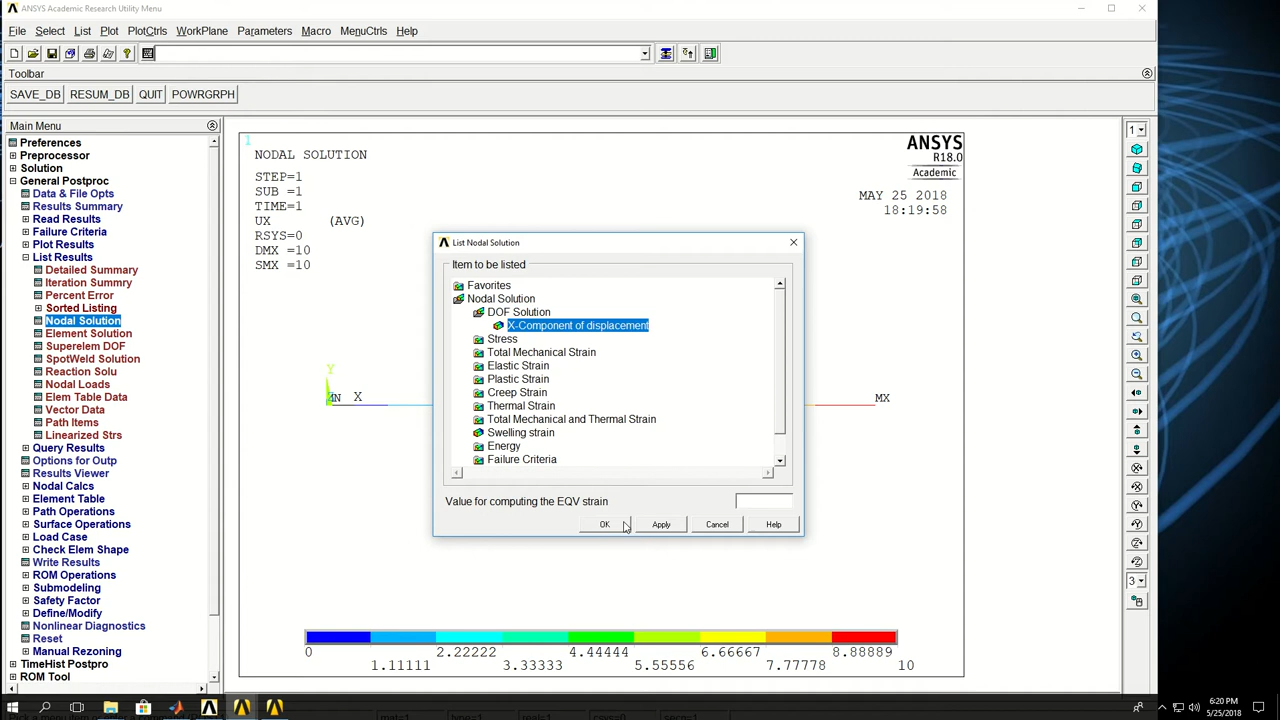 ANSYS Academic Research Utility Menu
File Select List Plot PlotCtrls WorkPlane Parameters Macro MenuCtrls Help
Toolbar
SAVE_DB RESUM_DB QUIT POWRGRPH
Main Menu
Preferences
Preprocessor
Solution
General Postproc
Data & File Opts
Results Summary
Read Results
Failure Criteria
Plot Results
List Results
Detailed Summary
Iteration Summry
Percent Error
Sorted Listing
Nodal Solution
Element Solution
Superelem DOF
SpotWeld Solution
Reaction Solu
Nodal Loads
Elem Table Data
Vector Data
Path Items
Linearized Strs
Query Results
Options for Outp
Results Viewer
Nodal Calcs
Element Table
Path Operations
Surface Operations
Load Case
Check Elem Shape
Write Results
ROM Operations
Submodeling
Safety Factor
Define/Modify
Nonlinear Diagnostics
Reset
Manual Rezoning
TimeHist Postpro
ROM Tool
1
NODAL SOLUTION
STEP=1
SUB =1
TIME=1
UX (AVG)
RSYS=0
DMX =10
SMX =10
ANSYS
R18.0
Academic
MAY 25 2018
18:19:58
Y
X
MX
List Nodal Solution
Item to be listed
Favorites
Nodal Solution
DOF Solution
X-Component of displacement
Stress
Total Mechanical Strain
Elastic Strain
Plastic Strain
Creep Strain
Thermal Strain
Total Mechanical and Thermal Strain
Swelling strain
Energy
Failure Criteria
Value for computing the EQV strain
OK Apply Cancel Help
0 2.22222 4.44444 6.66667 8.88889
1.11111 3.33333 5.55556 7.77778 10
1
3
6:20 PM
5/25/2018